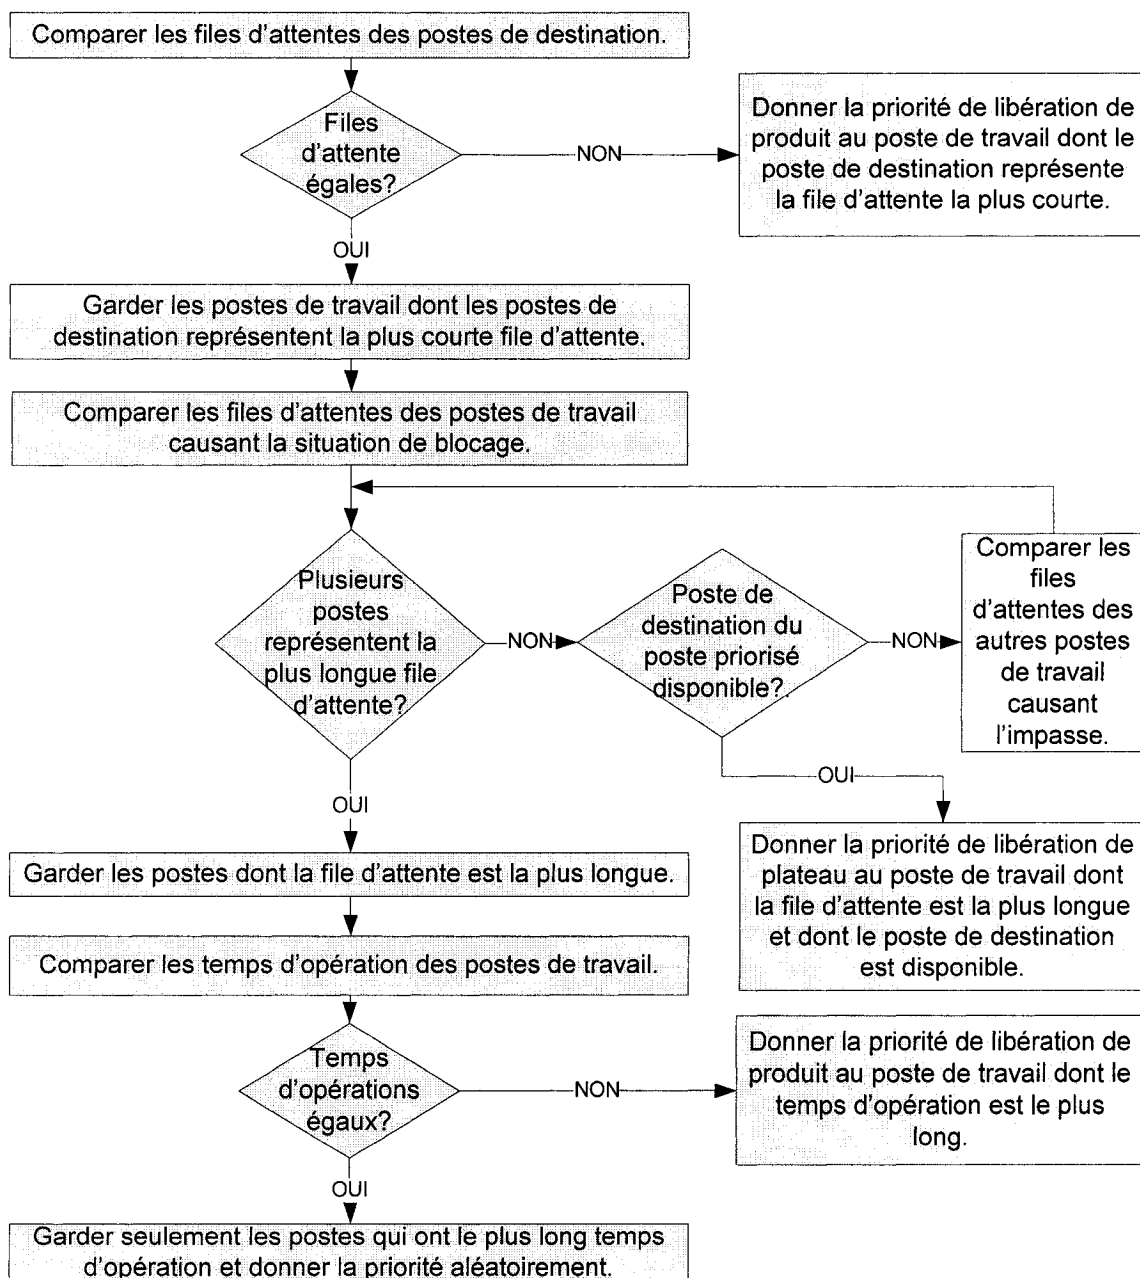 Comparer les files d'attentes des postes de destination.
Files
d'attente
égales?
NON
Donner la priorité de libération de
produit au poste de travail dont le
poste de destination représente
la file d'attente la plus courte.
OUI
Garder les postes de travail dont les postes de
destination représentent la plus courte file d'attente.
Comparer les files d'attentes des postes de travail
causant la situation de blocage.
Plusieurs
postes
représentent la
plus longue file
d'attente?
NON
Poste de
destination du
poste priorisé
disponible?
NON
Comparer les
files
d'attentes des
autres postes
de travail
causant
l'impasse.
OUI
OUI
Donner la priorité de libération de
plateau au poste de travail dont
la file d'attente est la plus longue
et dont le poste de destination
est disponible.
Garder les postes dont la file d'attente est la plus longue.
Comparer les temps d'opération des postes de travail.
Temps
d'opérations
égaux?
NON
Donner la priorité de libération de
produit au poste de travail dont le
temps d'opération est le plus
long.
OUI
Garder seulement les postes qui ont le plus long temps
d'opération et donner la priorité aléatoirement.